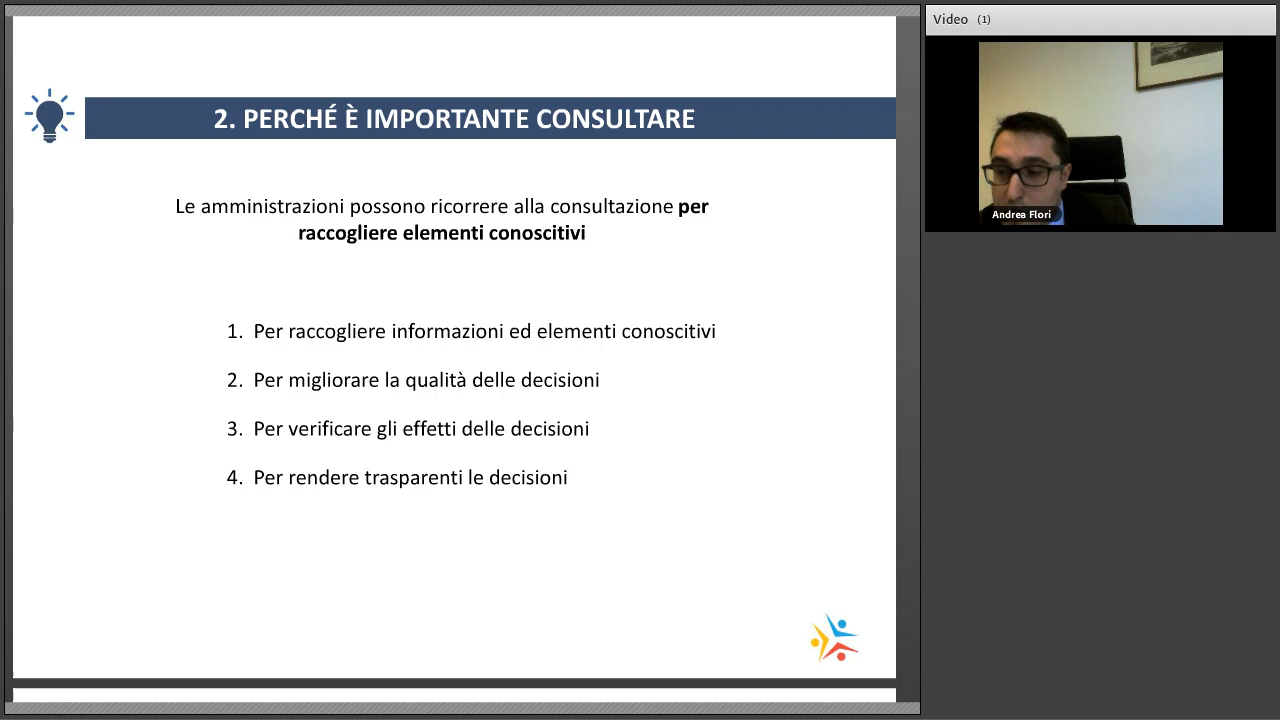 2. PERCHÉ È IMPORTANTE CONSULTARE
Le amministrazioni possono ricorrere alla consultazione per
raccogliere elementi conoscitivi
1. Per raccogliere informazioni ed elementi conoscitivi
2. Per migliorare la qualità delle decisioni
3. Per verificare gli effetti delle decisioni
4. Per rendere trasparenti le decisioni
Video (1)
Andrea Flori